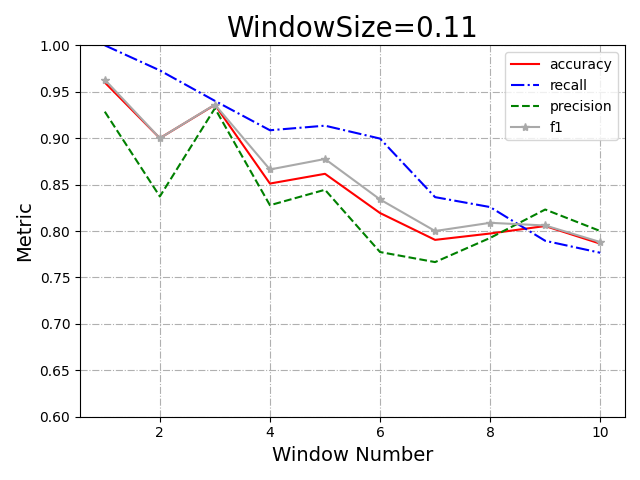 WindowSize=0.11
1.00
0.95
0.90
0.85
0.80
0.75
0.70
0.65
0.60
Metric
accuracy
recall
precision
f1
2
4
6
8
10
Window Number